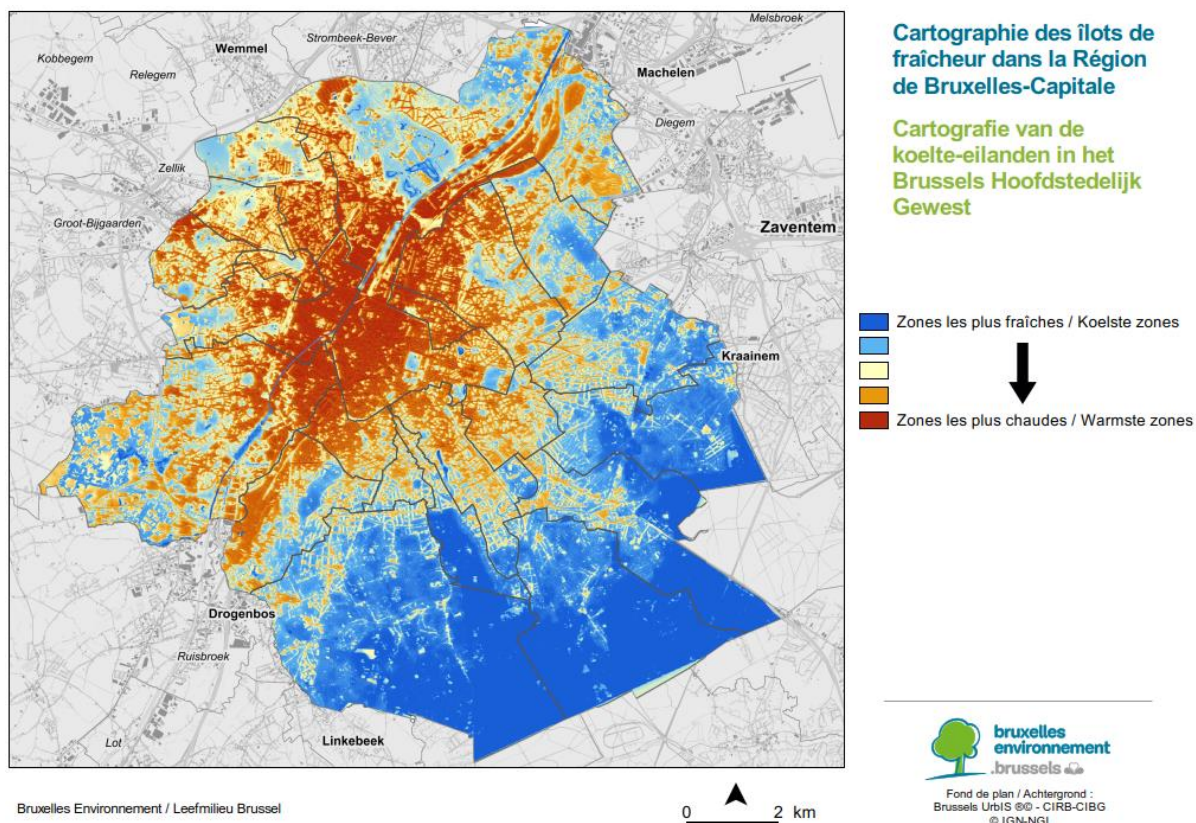 Melsbroek
Strombeek-Bever
Wemmel
Kobbegem
Relegem
Machelen
Diegem
Zellik
Groot-Bijgaarden
Zaventem
Kraainem
Drogenbos
Ruisbroek
Linkebeek
Lot
Cartographie des îlots de
fraîcheur dans la Région
de Bruxelles-Capitale
Cartografie van de
koelte-eilanden in het
Brussels Hoofdstedelijk
Gewest
Zones les plus fraîches / Koelste zones
Zones les plus chaudes / Warmste zones
bruxelles
environnement
.brussels
Fond de plan / Achtergrond :
Brussels UrbIS ®© - CIRB-CIBG
© IGN-NGI
Bruxelles Environnement / Leefmilieu Brussel
0 2 km